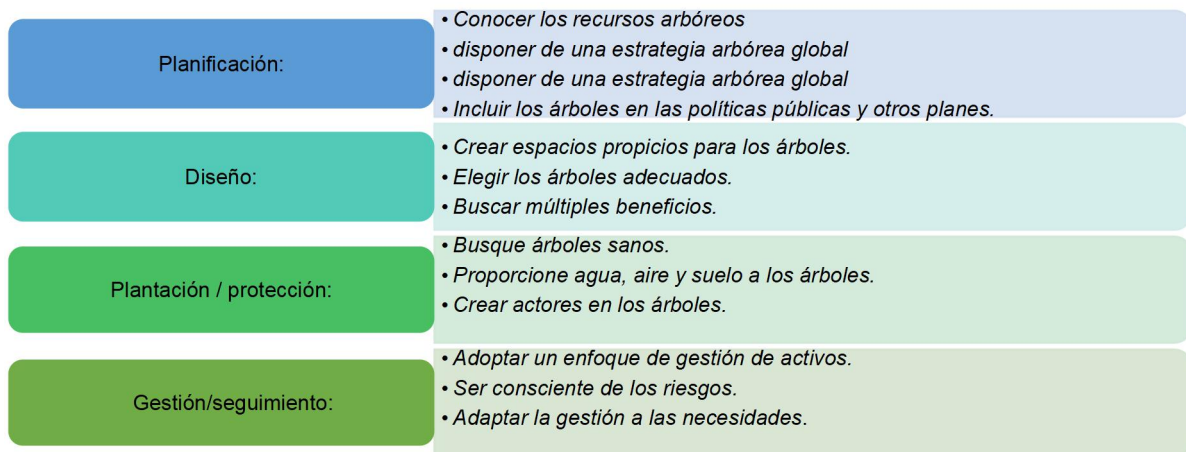 Planificación:
• Conocer los recursos arbóreos
• disponer de una estrategia arbórea global
• disponer de una estrategia arbórea global
• Incluir los árboles en las políticas públicas y otros planes.
Diseño:
• Crear espacios propicios para los árboles.
• Elegir los árboles adecuados.
• Buscar múltiples beneficios.
Plantación / protección:
• Busque árboles sanos.
• Proporcione agua, aire y suelo a los árboles.
• Crear actores en los árboles.
Gestión/seguimiento:
• Adoptar un enfoque de gestión de activos.
• Ser consciente de los riesgos.
• Adaptar la gestión a las necesidades.